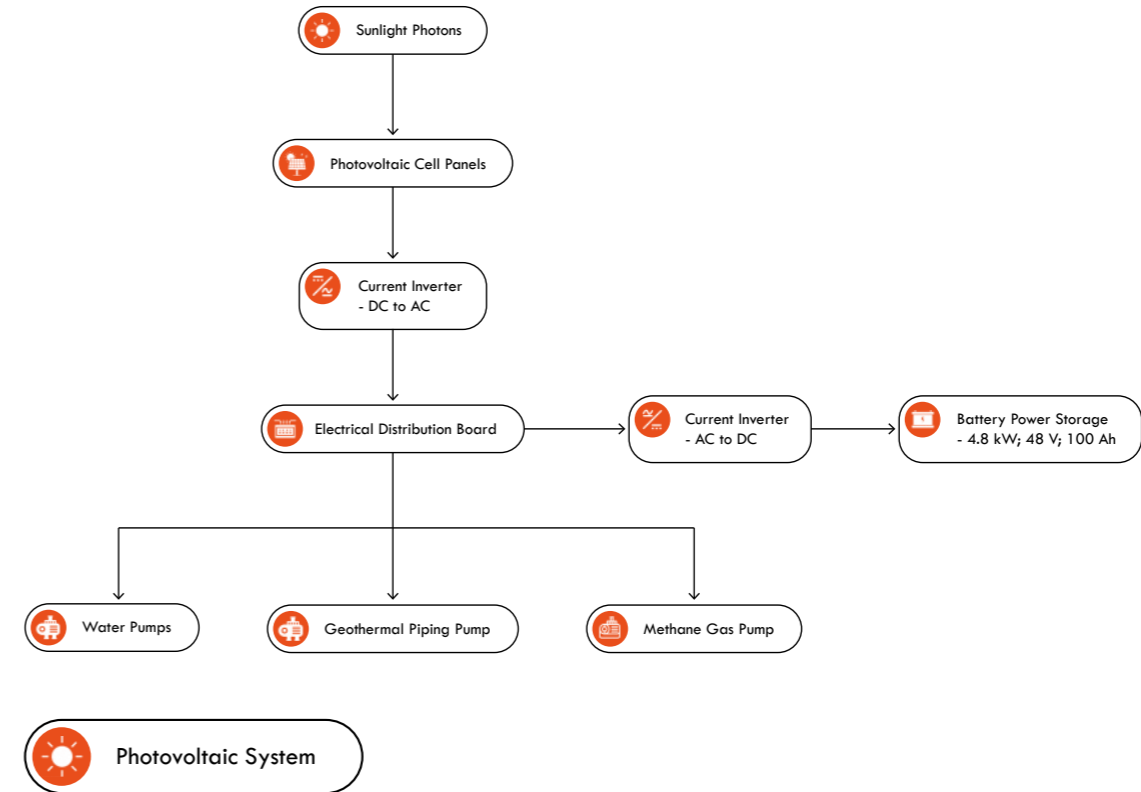 Sunlight Photons
Photovoltaic Cell Panels
Current Inverter
- DC to AC
Electrical Distribution Board
Current Inverter
- AC to DC
Battery Power Storage
- 4.8 kW; 48 V; 100 Ah
Water Pumps
Geothermal Piping Pump
Methane Gas Pump
Photovoltaic System